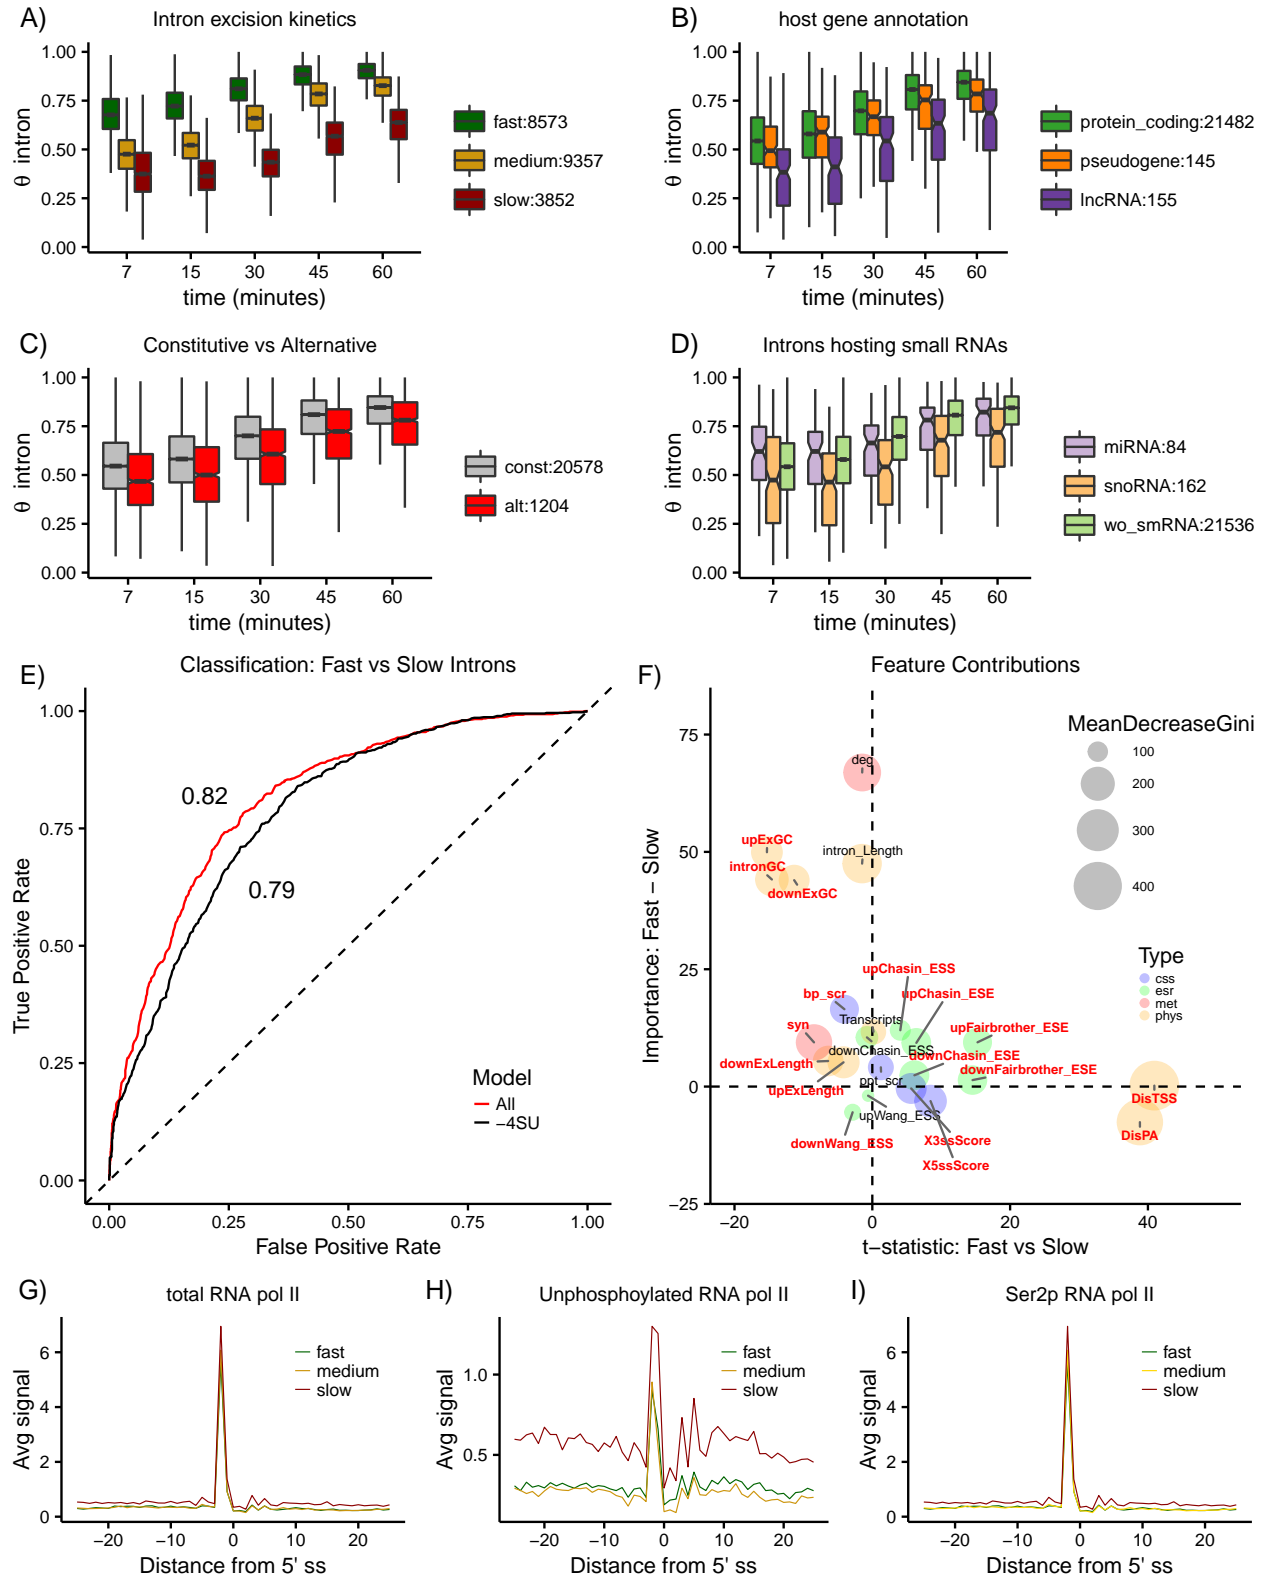 A)
Intron excision kinetics
1.00
0.75
0.50
0.25
0.00
θ intron
7 15 30 45 60
time (minutes)
fast:8573
medium:9357
slow:3852
B)
host gene annotation
1.00
0.75
0.50
0.25
0.00
θ intron
7 15 30 45 60
time (minutes)
protein_coding:21482
pseudogene:145
lncRNA:155
C)
Constitutive vs Alternative
1.00
0.75
0.50
0.25
0.00
θ intron
7 15 30 45 60
time (minutes)
const:20578
alt:1204
D)
Introns hosting small RNAs
1.00
0.75
0.50
0.25
0.00
θ intron
7 15 30 45 60
time (minutes)
miRNA:84
snoRNA:162
wo_smRNA:21536
E)
Classification: Fast vs Slow Introns
1.00
0.75
0.50
0.25
0.00
True Positive Rate
0.82
0.79
Model
All
−4SU
0.00 0.25 0.50 0.75 1.00
False Positive Rate
F)
Feature Contributions
75
50
25
0
−25
Importance: Fast − Slow
MeanDecreaseGini
100
200
300
400
Type
css
esr
met
phys
deg
upExGC
intron_Length
intronGC
downExGC
upChasin_ESS
bp_scr
upChasin_ESE
Transcripts
syn
upFairbrother_ESE
downChasin_ESS
downChasin_ESE
downExLength
downFairbrother_ESE
ppt_scr
upExLength
DisTSS
upWang_ESS
downWang_ESS
X3ssScore
DisPA
X5ssScore
−20 0 20 40
t−statistic: Fast vs Slow
G)
total RNA pol II
6
4
2
0
Avg signal
fast
medium
slow
−20 −10 0 10 20
Distance from 5' ss
H)
Unphosphoylated RNA pol II
1.0
0.5
Avg signal
fast
medium
slow
−20 −10 0 10 20
Distance from 5' ss
I)
Ser2p RNA pol II
6
4
2
0
Avg signal
fast
medium
slow
−20 −10 0 10 20
Distance from 5' ss